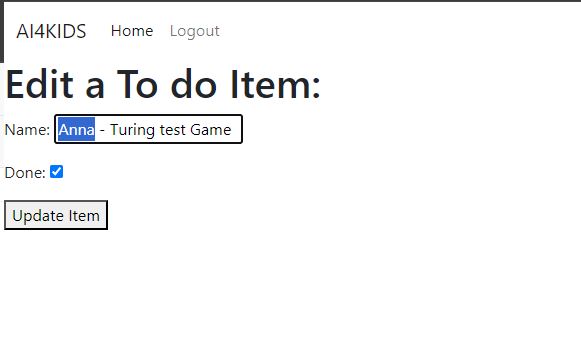 AI4KIDS Home Logout
Edit a To do Item:
Name: Anna - Turing test Game
Done:
Update Item